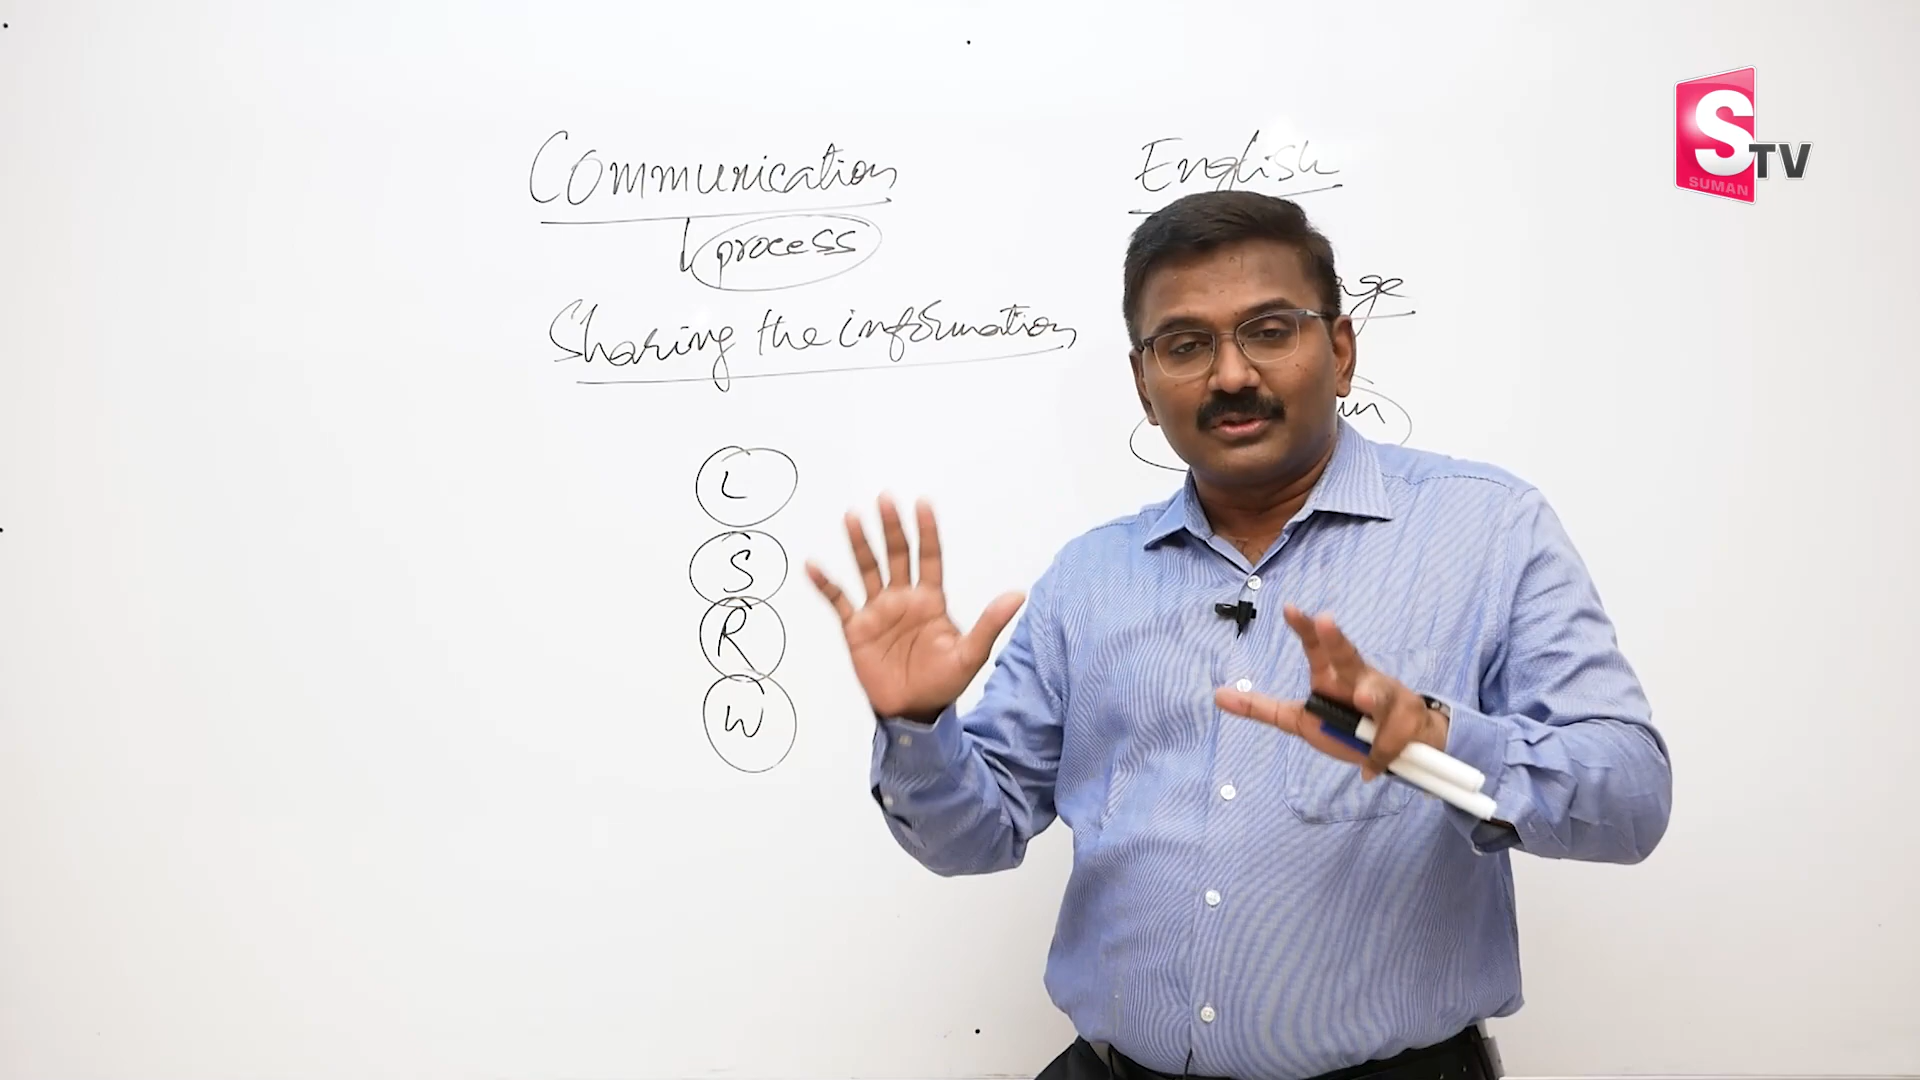 Communication
process
Sharing the information
L
S
R
W
English
S
TV
SUMAN